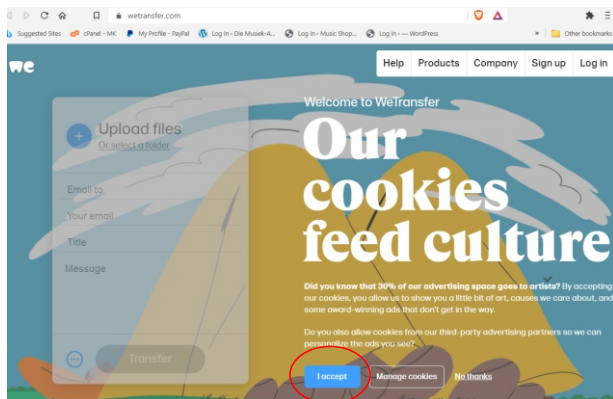 wetransfer.com
Suggested Sites cPanel - MK My Profile - PayPal Log In ‹ Die Musiek-A... Log In ‹ Music Shop... Log In ‹ — WordPress » Other bookmarks
we
Help Products Company Sign up Log in
Upload files
Or select a folder
Email to
Your email
Title
Message
Transfer
Welcome to WeTransfer
Our
cookies
feed culture
Did you know that 30% of our advertising space goes to artists? By accepting
our cookies, you allow us to show you a little bit of art, causes we care about, and
some award-winning ads that don't get in the way.
Do you also allow cookies from our third-party advertising partners so we can
personalize the ads you see?
I accept Manage cookies No thanks